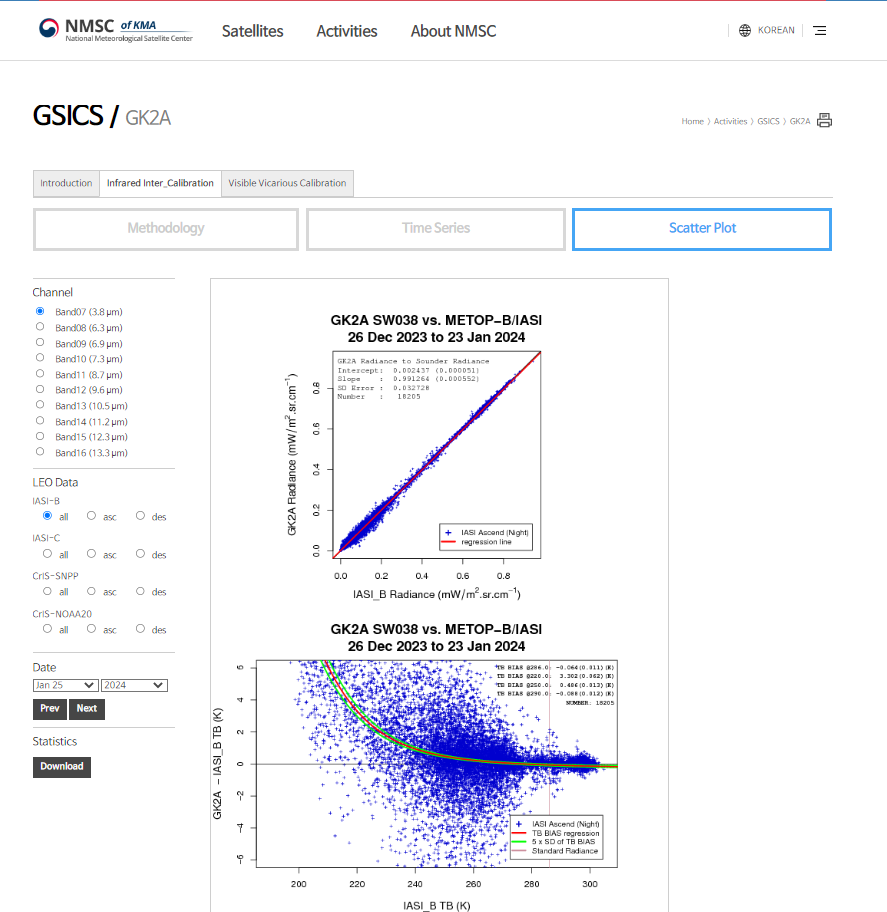 NMSC of KMA
National Meteorological Satellite Center
Satellites Activities About NMSC
KOREAN
GSICS / GK2A
Home 〉 Activities 〉 GSICS 〉 GK2A
Introduction Infrared Inter_Calibration Visible Vicarious Calibration
Methodology Time Series Scatter Plot
Channel
Band07 (3.8 μm)
Band08 (6.3 μm)
Band09 (6.9 μm)
Band10 (7.3 μm)
Band11 (8.7 μm)
Band12 (9.6 μm)
Band13 (10.5 μm)
Band14 (11.2 μm)
Band15 (12.3 μm)
Band16 (13.3 μm)
LEO Data
IASI-B
all asc des
IASI-C
all asc des
CrIS-SNPP
all asc des
CrIS-NOAA20
all asc des
Date
Jan 25 2024
Prev Next
Statistics
Download
GK2A SW038 vs. METOP−B/IASI
26 Dec 2023 to 23 Jan 2024
GK2A Radiance to Sounder Radiance
Intercept: 0.002437 (0.000051)
Slope : 0.991264 (0.000552)
SD Error : 0.032728
Number : 18205
GK2A Radiance (mW/m².sr.cm⁻¹)
0.8
0.6
0.4
0.2
0.0
IASI Ascend (Night)
regression line
0.0 0.2 0.4 0.6 0.8
IASI_B Radiance (mW/m².sr.cm⁻¹)
GK2A SW038 vs. METOP−B/IASI
26 Dec 2023 to 23 Jan 2024
TB BIAS @286.0: -0.064(0.011)(K)
TB BIAS @220.0: 3.302(0.062)(K)
TB BIAS @250.0: 0.486(0.013)(K)
TB BIAS @290.0: -0.088(0.012)(K)
NUMBER: 18205
GK2A − IASI_B TB (K)
6
4
2
0
−2
−4
−6
IASI Ascend (Night)
TB BIAS regression
5 x SD of TB BIAS
Standard Radiance
200 220 240 260 280 300
IASI_B TB (K)